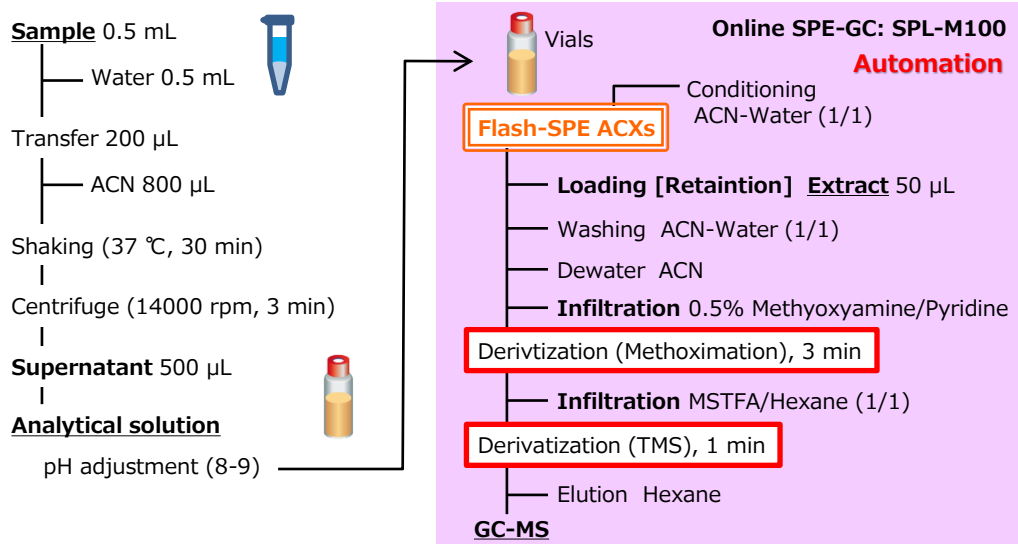 Sample 0.5 mL
Water 0.5 mL
Transfer 200 µL
ACN 800 µL
Shaking (37 ℃, 30 min)
Centrifuge (14000 rpm, 3 min)
Supernatant 500 µL
Analytical solution
pH adjustment (8-9)
Vials
Online SPE-GC: SPL-M100
Automation
Conditioning
ACN-Water (1/1)
Flash-SPE ACXs
Loading [Retaintion] Extract 50 µL
Washing ACN-Water (1/1)
Dewater ACN
Infiltration 0.5% Methyoxyamine/Pyridine
Derivtization (Methoximation), 3 min
Infiltration MSTFA/Hexane (1/1)
Derivatization (TMS), 1 min
Elution Hexane
GC-MS